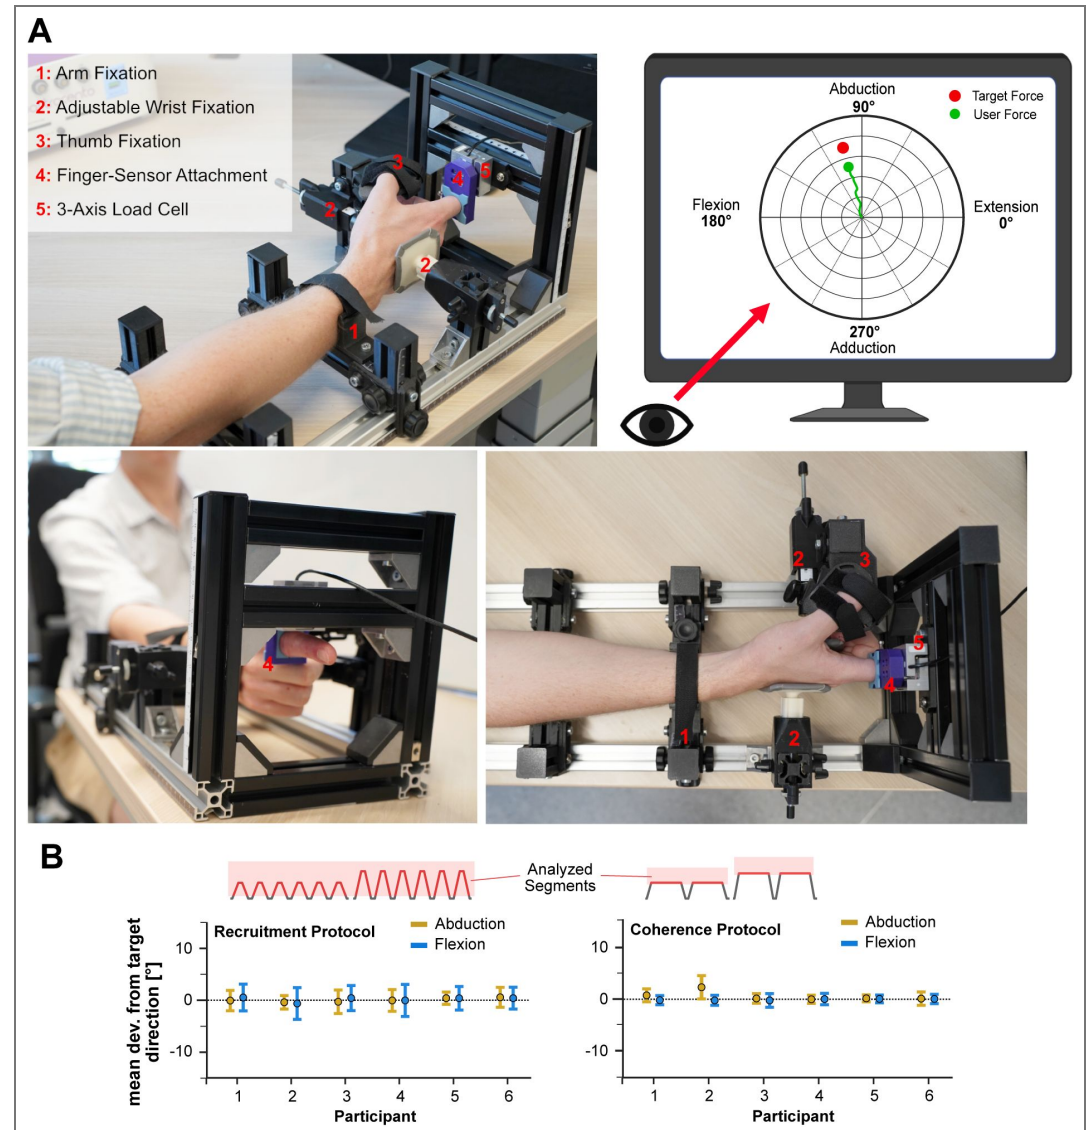 A
1: Arm Fixation
2: Adjustable Wrist Fixation
3: Thumb Fixation
4: Finger-Sensor Attachment
5: 3-Axis Load Cell
3
4
5
2
2
1
Abduction
90°
Target Force
User Force
Flexion
180°
Extension
0°
270°
Adduction
4
2
3
5
4
1
2
B
Analyzed
Segments
Recruitment Protocol
Abduction
Flexion
mean dev. from target
direction [°]
10
0
-10
1 2 3 4 5 6
Participant
Coherence Protocol
Abduction
Flexion
10
0
-10
1 2 3 4 5 6
Participant